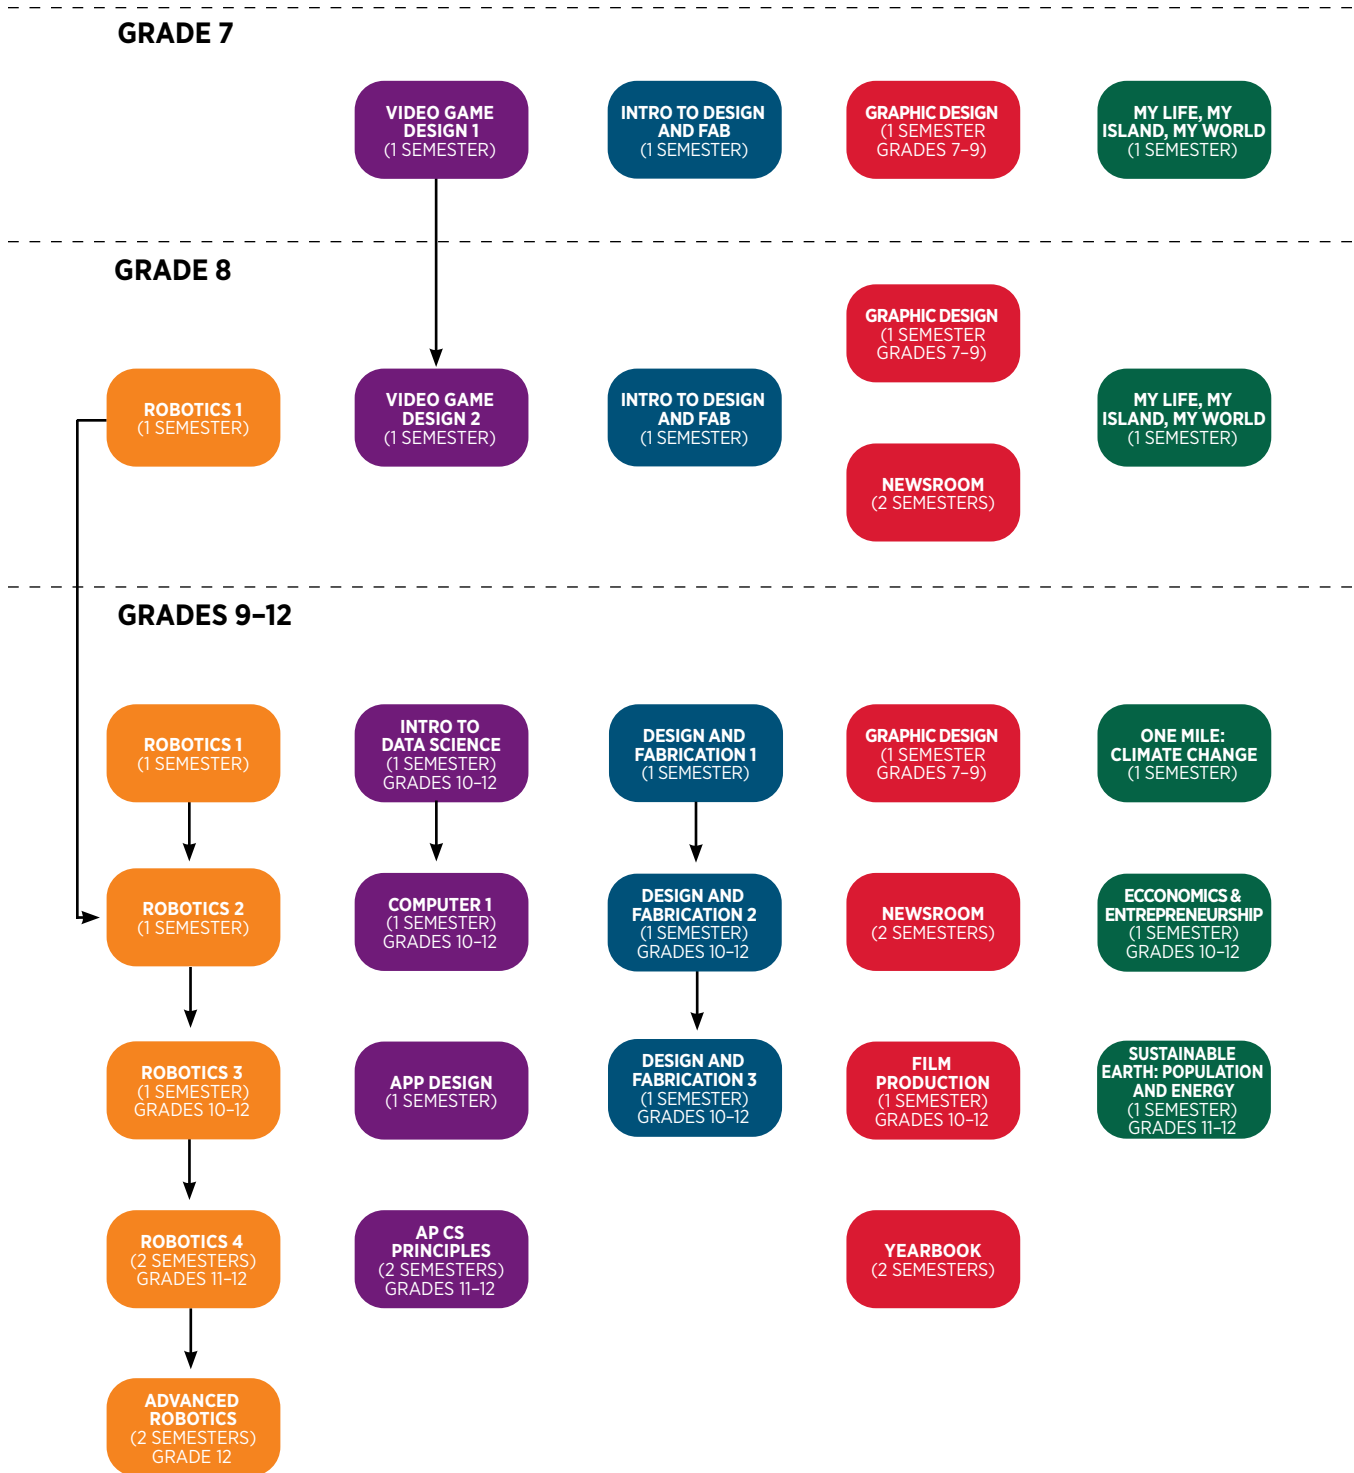 GRADE 7
VIDEO GAME
DESIGN 1
(1 SEMESTER)
INTRO TO DESIGN
AND FAB
(1 SEMESTER)
GRAPHIC DESIGN
(1 SEMESTER
GRADES 7–9)
MY LIFE, MY
ISLAND, MY WORLD
(1 SEMESTER)
GRADE 8
ROBOTICS 1
(1 SEMESTER)
VIDEO GAME
DESIGN 2
(1 SEMESTER)
INTRO TO DESIGN
AND FAB
(1 SEMESTER)
GRAPHIC DESIGN
(1 SEMESTER
GRADES 7–9)
NEWSROOM
(2 SEMESTERS)
MY LIFE, MY
ISLAND, MY WORLD
(1 SEMESTER)
GRADES 9–12
ROBOTICS 1
(1 SEMESTER)
INTRO TO
DATA SCIENCE
(1 SEMESTER)
GRADES 10–12
DESIGN AND
FABRICATION 1
(1 SEMESTER)
GRAPHIC DESIGN
(1 SEMESTER
GRADES 7–9)
ONE MILE:
CLIMATE CHANGE
(1 SEMESTER)
ROBOTICS 2
(1 SEMESTER)
COMPUTER 1
(1 SEMESTER)
GRADES 10–12
DESIGN AND
FABRICATION 2
(1 SEMESTER)
GRADES 10–12
NEWSROOM
(2 SEMESTERS)
ECCONOMICS &
ENTREPRENEURSHIP
(1 SEMESTER)
GRADES 10–12
ROBOTICS 3
(1 SEMESTER)
GRADES 10–12
APP DESIGN
(1 SEMESTER)
DESIGN AND
FABRICATION 3
(1 SEMESTER)
GRADES 10–12
FILM
PRODUCTION
(1 SEMESTER)
GRADES 10–12
SUSTAINABLE
EARTH: POPULATION
AND ENERGY
(1 SEMESTER)
GRADES 11–12
ROBOTICS 4
(2 SEMESTERS)
GRADES 11–12
AP CS
PRINCIPLES
(2 SEMESTERS)
GRADES 11–12
YEARBOOK
(2 SEMESTERS)
ADVANCED
ROBOTICS
(2 SEMESTERS)
GRADE 12